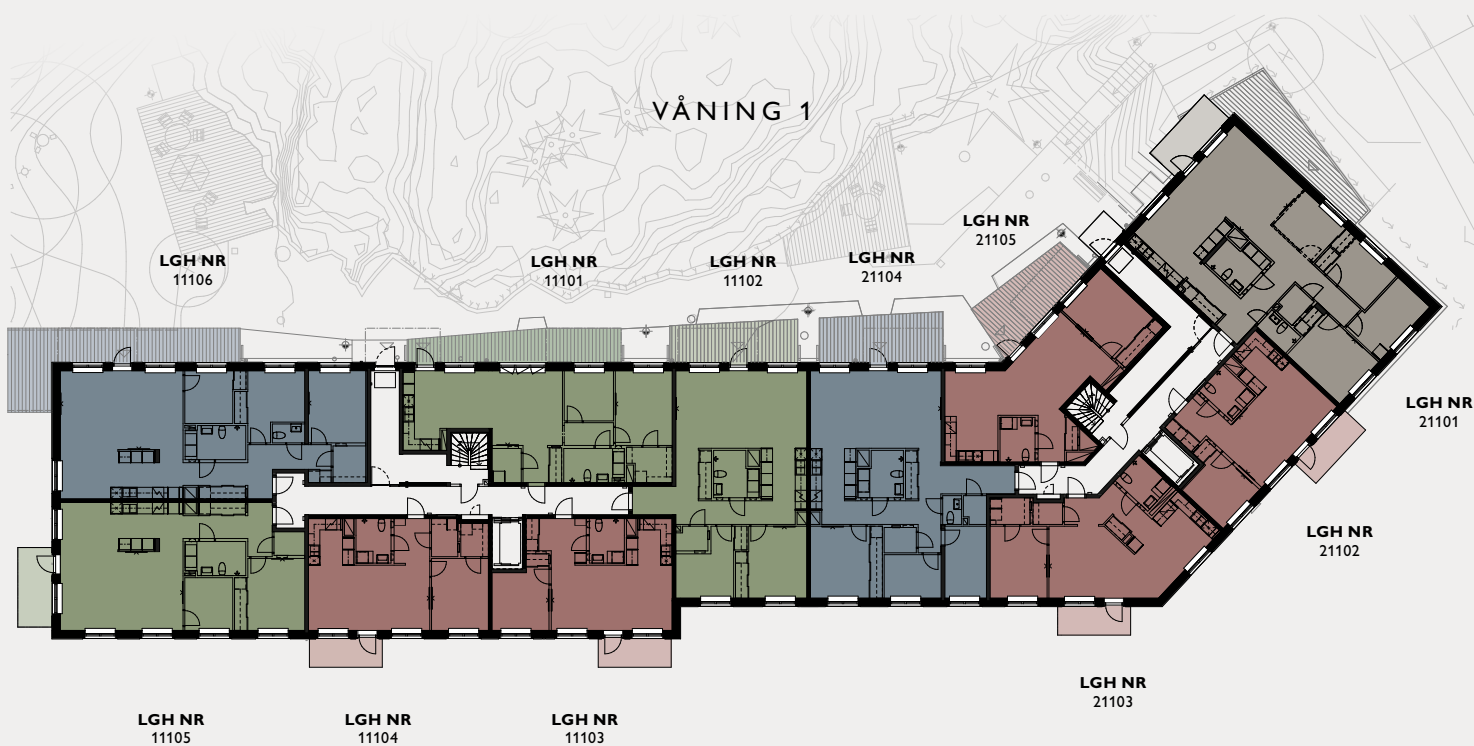 VÅNING 1
LGH NR
21105
LGH NR
11106
LGH NR
11101
LGH NR
11102
LGH NR
21104
LGH NR
21101
LGH NR
21102
LGH NR
21103
LGH NR
11105
LGH NR
11104
LGH NR
11103